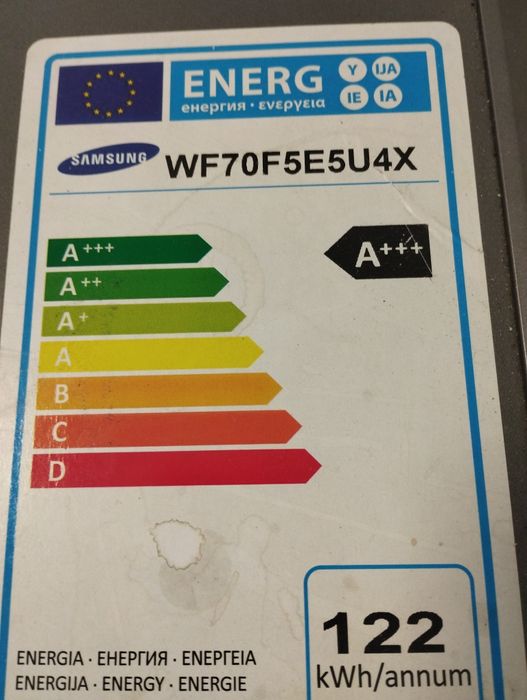 ENERG Y IJA
енергия · ενεργεια IE IA
SAMSUNG WF70F5E5U4X
A+++ A+++
A++
A+
A
B
C
D
122
kWh/annum
ENERGIA · ЕНЕРГИЯ · ΕΝΕΡΓΕΙΑ
ENERGIJA · ENERGY · ENERGIE